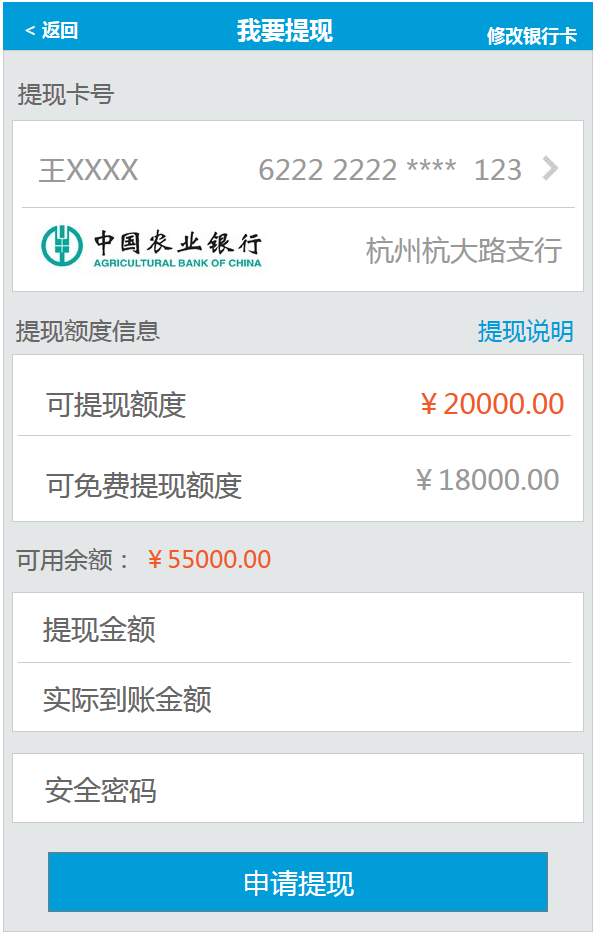 < 返回 我要提现 修改银行卡
提现卡号
王XXXX 6222 2222 **** 123
中国农业银行
AGRICULTURAL BANK OF CHINA
杭州杭大路支行
提现额度信息 提现说明
可提现额度 ¥20000.00
可免费提现额度 ¥18000.00
可用余额： ¥55000.00
提现金额
实际到账金额
安全密码
申请提现